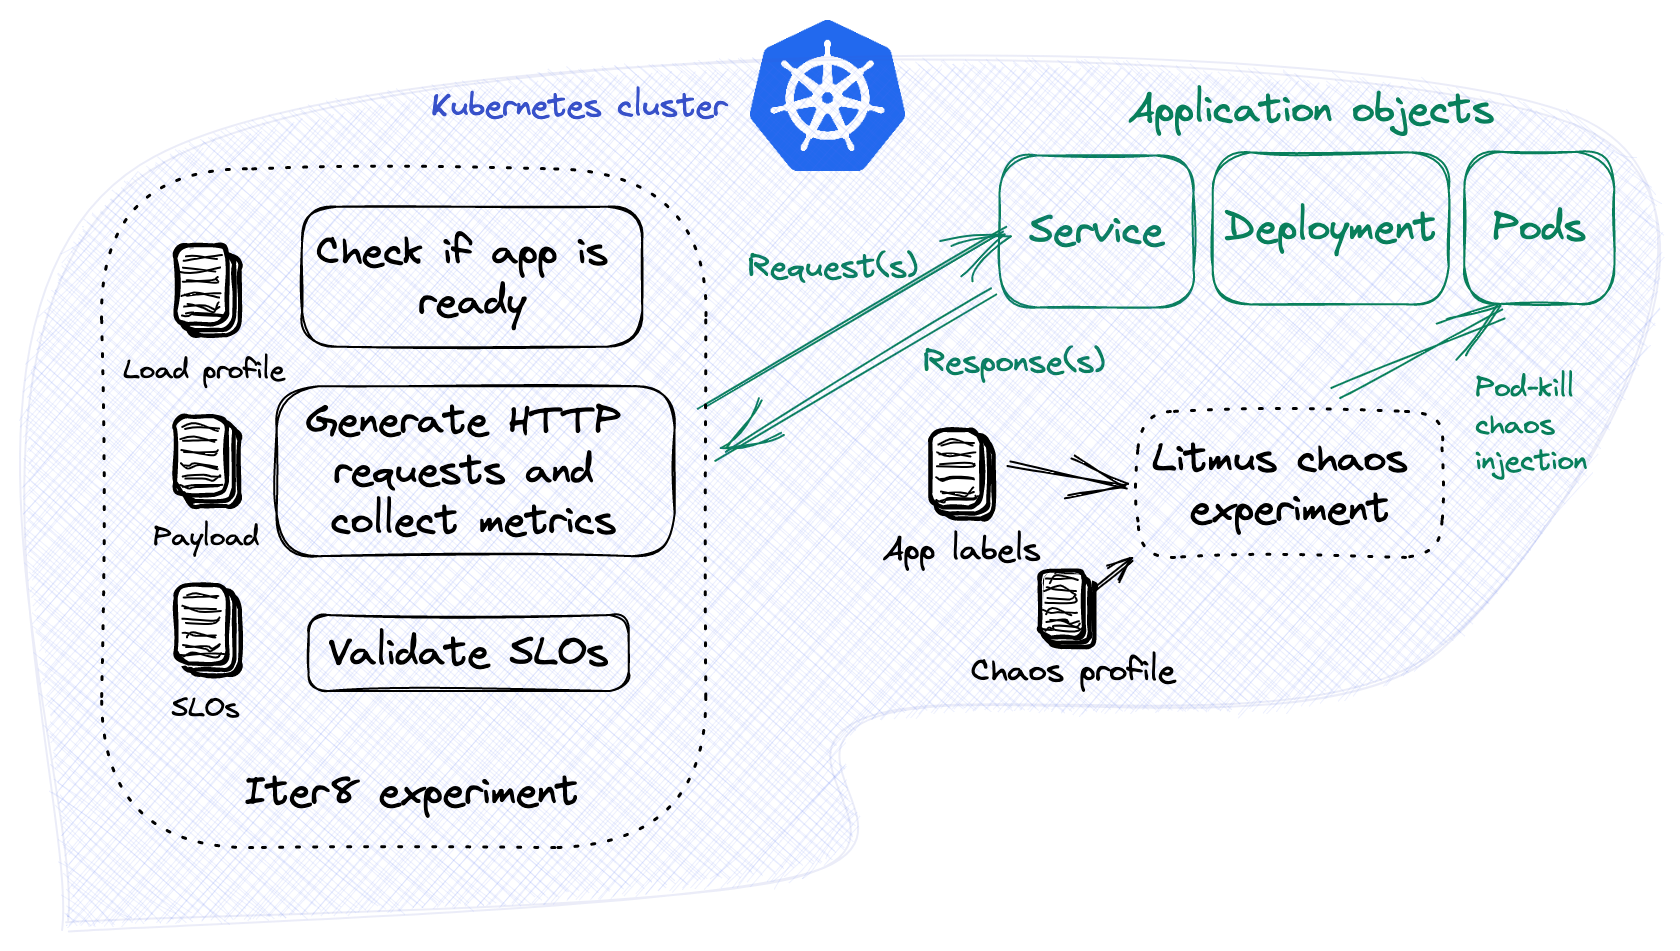 Kubernetes cluster
Application objects
Service
Deployment
Pods
Request(s)
Response(s)
Pod-kill
chaos
injection
Check if app is
ready
Load profile
Generate HTTP
requests and
collect metrics
Payload
Validate SLOs
SLOs
Iter8 experiment
Litmus chaos
experiment
App labels
Chaos profile